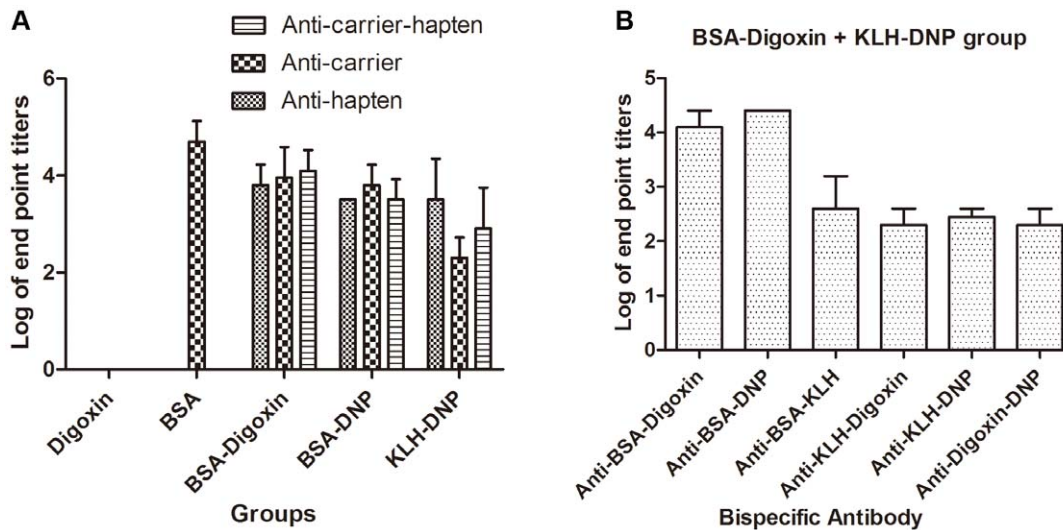 A
Anti-carrier-hapten
Anti-carrier
Anti-hapten
Log of end point titers
6
4
2
0
Digoxin
BSA
BSA-Digoxin
BSA-DNP
KLH-DNP
Groups
B
BSA-Digoxin + KLH-DNP group
Log of end point titers
5
4
3
2
1
0
Anti-BSA-Digoxin
Anti-BSA-DNP
Anti-BSA-KLH
Anti-KLH-Digoxin
Anti-KLH-DNP
Anti-Digoxin-DNP
Bispecific Antibody